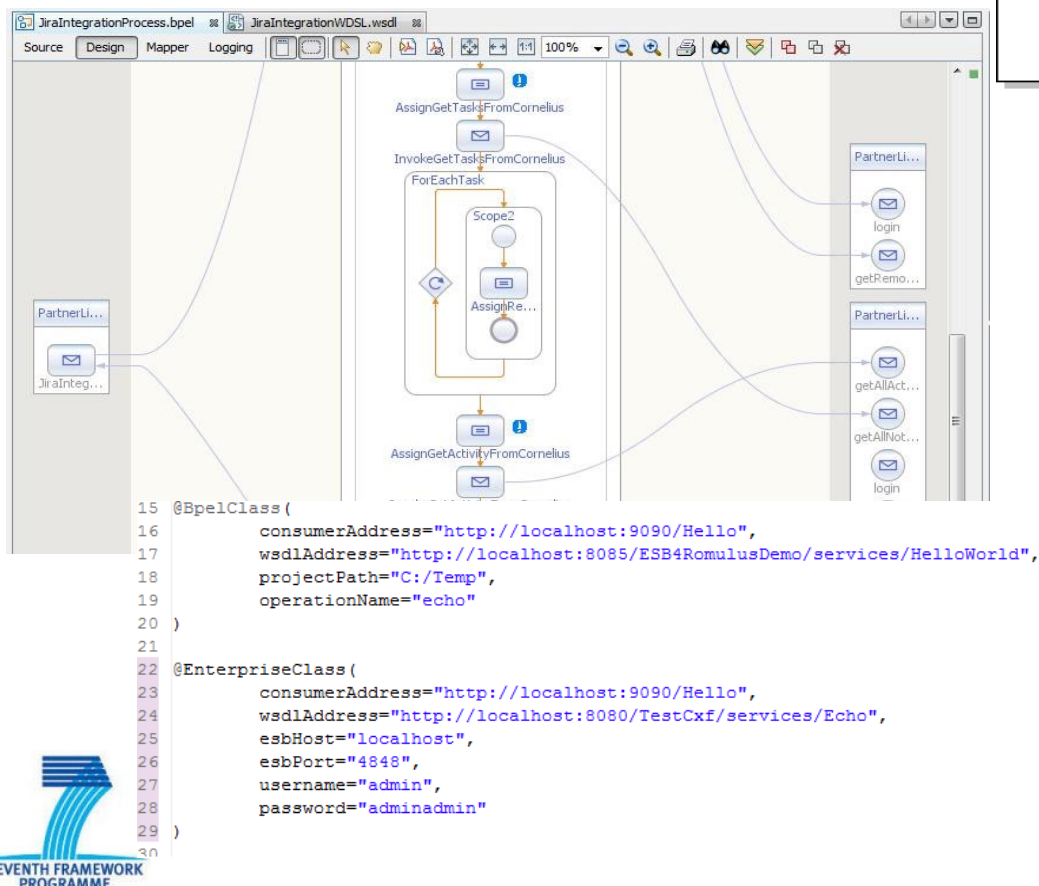 JiraIntegrationProcess.bpel JiraIntegrationWDSL.wsdl
Source Design Mapper Logging 1:1 100%
AssignGetTasksFromCornelius
InvokeGetTasksFromCornelius
ForEachTask
Scope2
AssignRe...
AssignGetActivityFromCornelius
PartnerLi...
JiraInteg...
PartnerLi...
login
getRemo...
PartnerLi...
getAllAct...
getAllNot...
login
15 @BpelClass(
16 consumerAddress="http://localhost:9090/Hello",
17 wsdlAddress="http://localhost:8085/ESB4RomulusDemo/services/HelloWorld",
18 projectPath="C:/Temp",
19 operationName="echo"
20 )
21
22 @EnterpriseClass(
23 consumerAddress="http://localhost:9090/Hello",
24 wsdlAddress="http://localhost:8080/TestCxf/services/Echo",
25 esbHost="localhost",
26 esbPort="4848",
27 username="admin",
28 password="adminadmin"
29 )
30
EVENTH FRAMEWORK
PROGRAMME